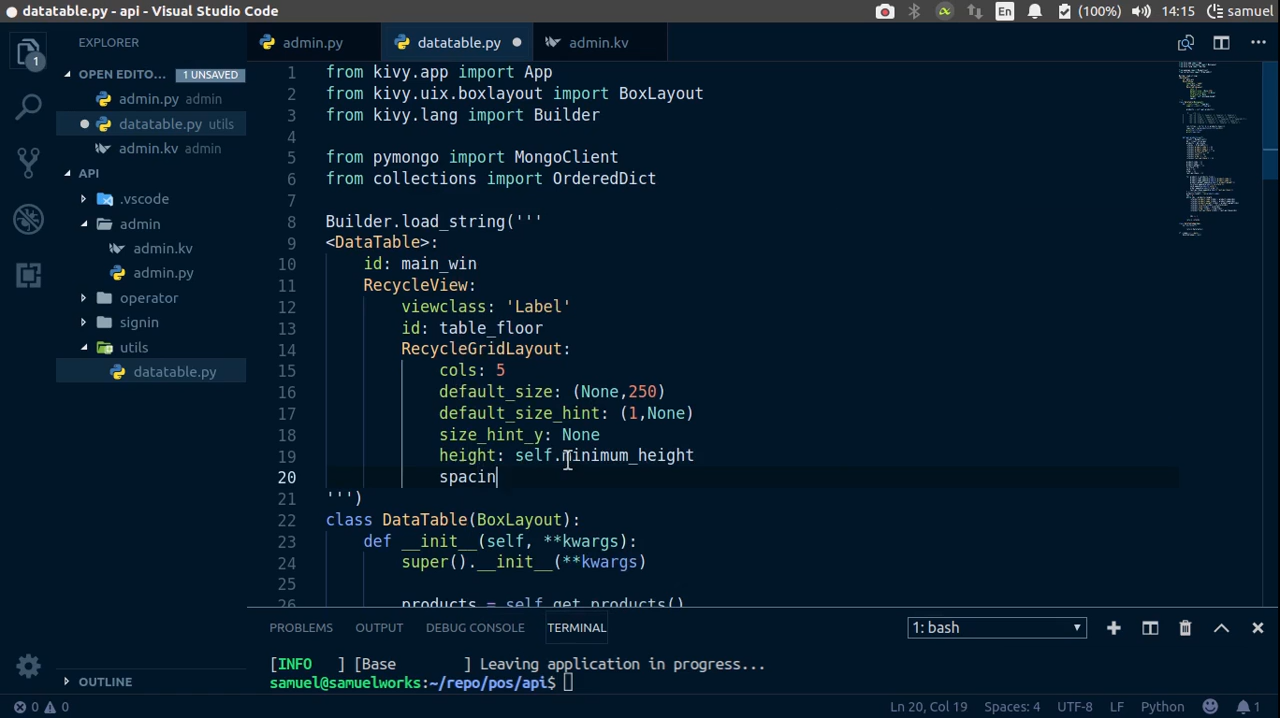 datatable.py - api - Visual Studio Code
En
(100%)
14:15
samuel
EXPLORER
admin.py
datatable.py
admin.kv
OPEN EDITO...
1 UNSAVED
admin.py admin
datatable.py utils
admin.kv admin
API
.vscode
admin
admin.kv
admin.py
operator
signin
utils
datatable.py
OUTLINE
1 from kivy.app import App
2 from kivy.uix.boxlayout import BoxLayout
3 from kivy.lang import Builder
4
5 from pymongo import MongoClient
6 from collections import OrderedDict
7
8 Builder.load_string('''
9 <DataTable>:
10 id: main_win
11 RecycleView:
12 viewclass: 'Label'
13 id: table_floor
14 RecycleGridLayout:
15 cols: 5
16 default_size: (None,250)
17 default_size_hint: (1,None)
18 size_hint_y: None
19 height: self.minimum_height
20 spacin
21 ''')
22 class DataTable(BoxLayout):
23 def __init__(self, **kwargs):
24 super().__init__(**kwargs)
25
26 products = self.get_products()
PROBLEMS
OUTPUT
DEBUG CONSOLE
TERMINAL
1: bash
[INFO ] [Base ] Leaving application in progress...
samuel@samuelworks:~/repo/pos/api$
0
0
Ln 20, Col 19
Spaces: 4
UTF-8
LF
Python
1